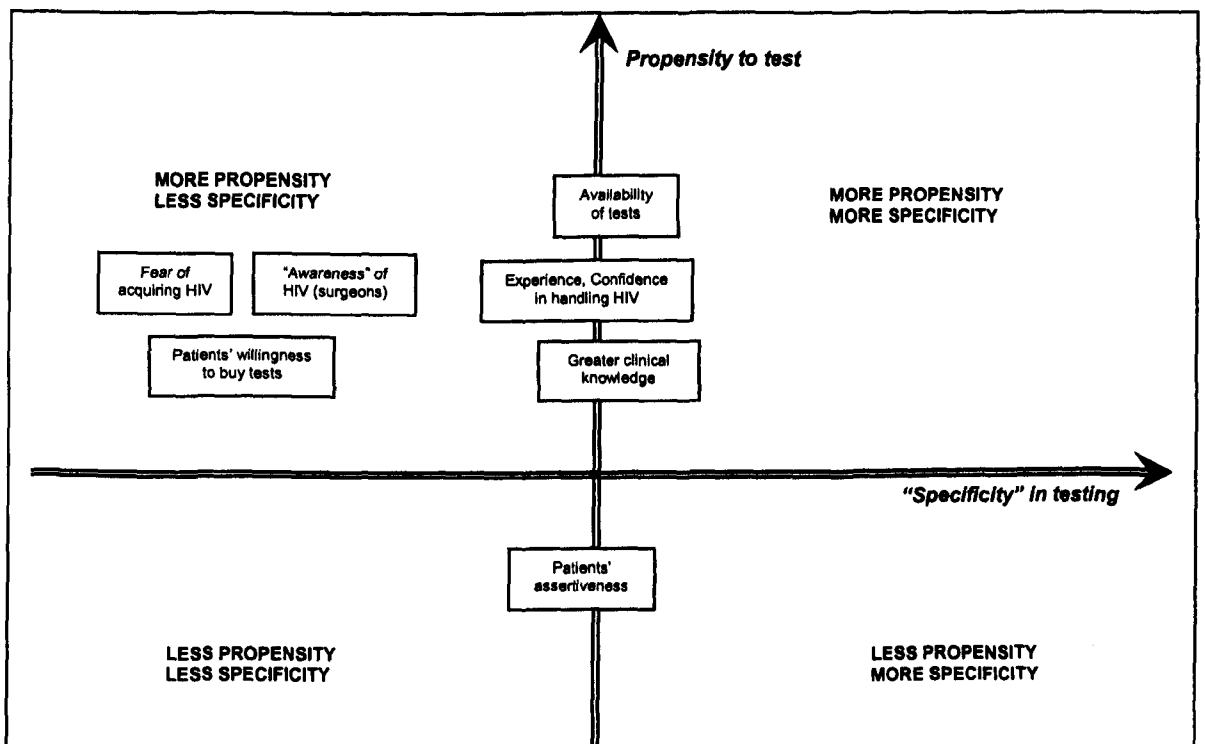 Propensity to test
MORE PROPENSITY
LESS SPECIFICITY
Availability
of tests
MORE PROPENSITY
MORE SPECIFICITY
Fear of
acquiring HIV
"Awareness" of
HIV (surgeons)
Experience, Confidence
in handling HIV
Patients' willingness
to buy tests
Greater clinical
knowledge
"Specificity" in testing
Patients'
assertiveness
LESS PROPENSITY
LESS SPECIFICITY
LESS PROPENSITY
MORE SPECIFICITY